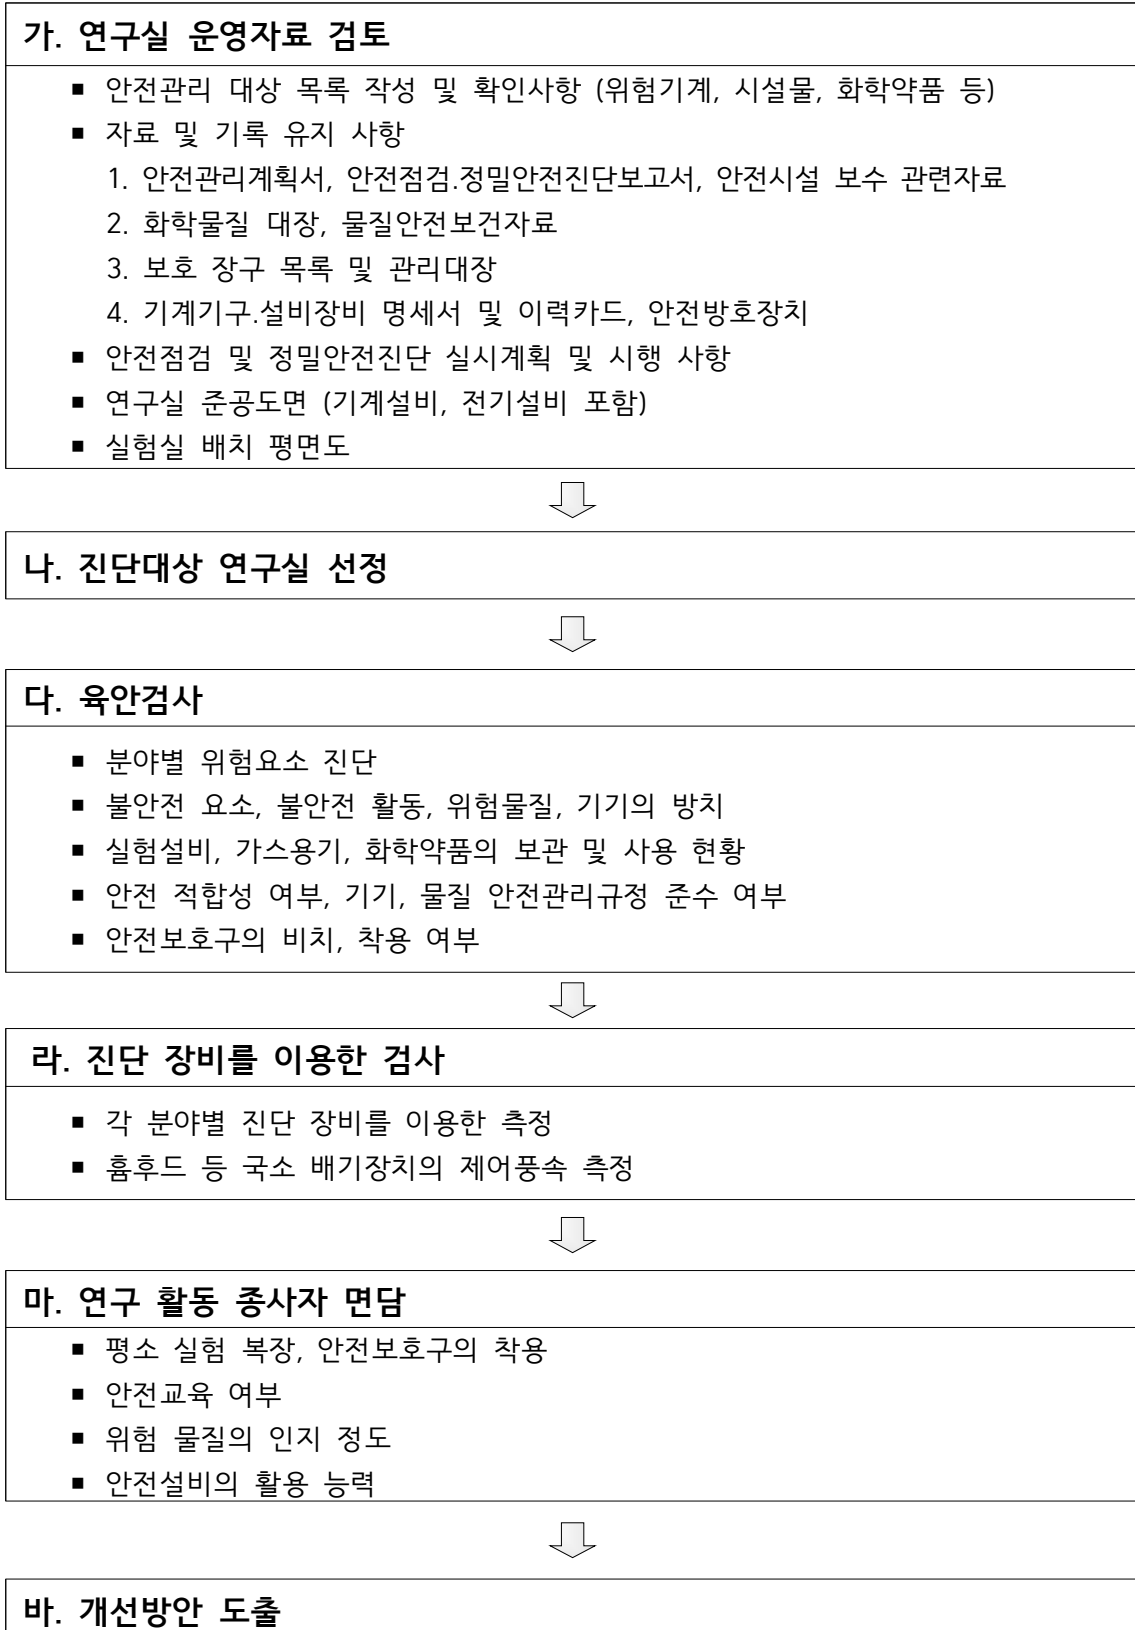 가. 연구실 운영자료 검토
▪ 안전관리 대상 목록 작성 및 확인사항 (위험기계, 시설물, 화학약품 등)
▪ 자료 및 기록 유지 사항
1. 안전관리계획서, 안전점검.정밀안전진단보고서, 안전시설 보수 관련자료
2. 화학물질 대장, 물질안전보건자료
3. 보호 장구 목록 및 관리대장
4. 기계기구.설비장비 명세서 및 이력카드, 안전방호장치
▪ 안전점검 및 정밀안전진단 실시계획 및 시행 사항
▪ 연구실 준공도면 (기계설비, 전기설비 포함)
▪ 실험실 배치 평면도
나. 진단대상 연구실 선정
다. 육안검사
▪ 분야별 위험요소 진단
▪ 불안전 요소, 불안전 활동, 위험물질, 기기의 방치
▪ 실험설비, 가스용기, 화학약품의 보관 및 사용 현황
▪ 안전 적합성 여부, 기기, 물질 안전관리규정 준수 여부
▪ 안전보호구의 비치, 착용 여부
라. 진단 장비를 이용한 검사
▪ 각 분야별 진단 장비를 이용한 측정
▪ 흄후드 등 국소 배기장치의 제어풍속 측정
마. 연구 활동 종사자 면담
▪ 평소 실험 복장, 안전보호구의 착용
▪ 안전교육 여부
▪ 위험 물질의 인지 정도
▪ 안전설비의 활용 능력
바. 개선방안 도출